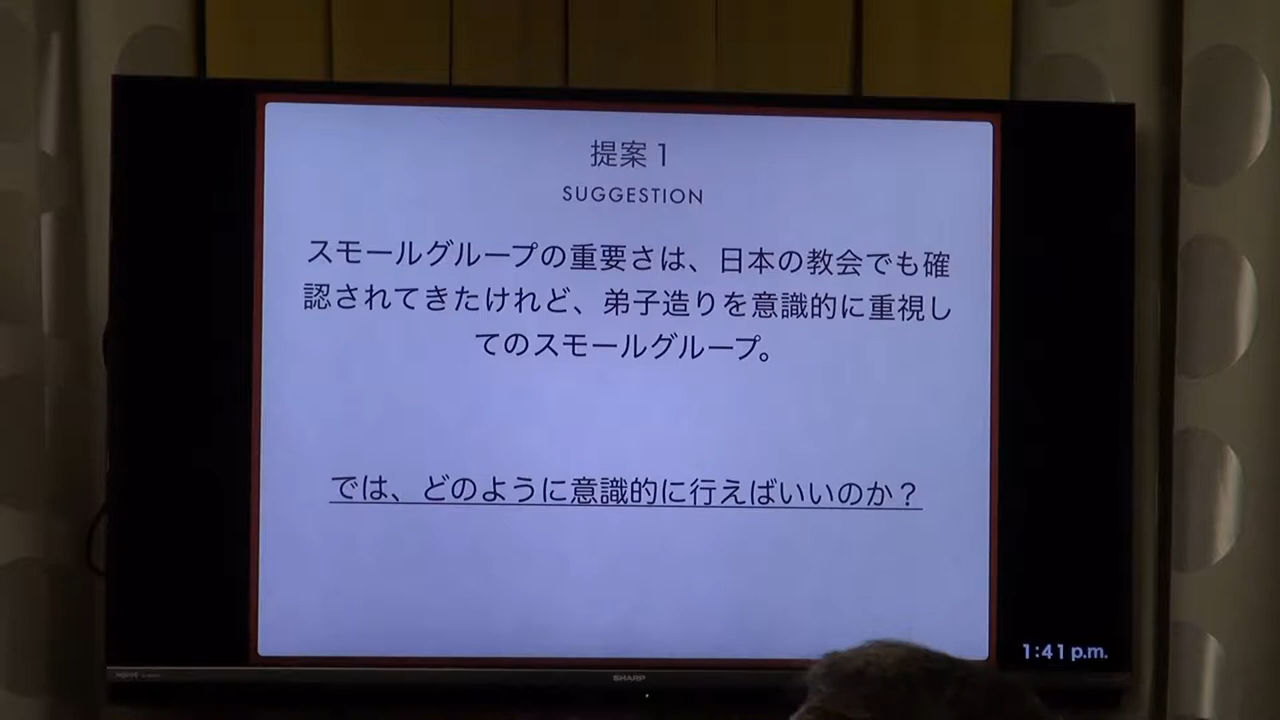 提案1
SUGGESTION
スモールグループの重要さは、日本の教会でも確
認されてきたけれど、弟子造りを意識的に重視し
てのスモールグループ。
では、どのように意識的に行えばいいのか？
1:41 p.m.
SHARP